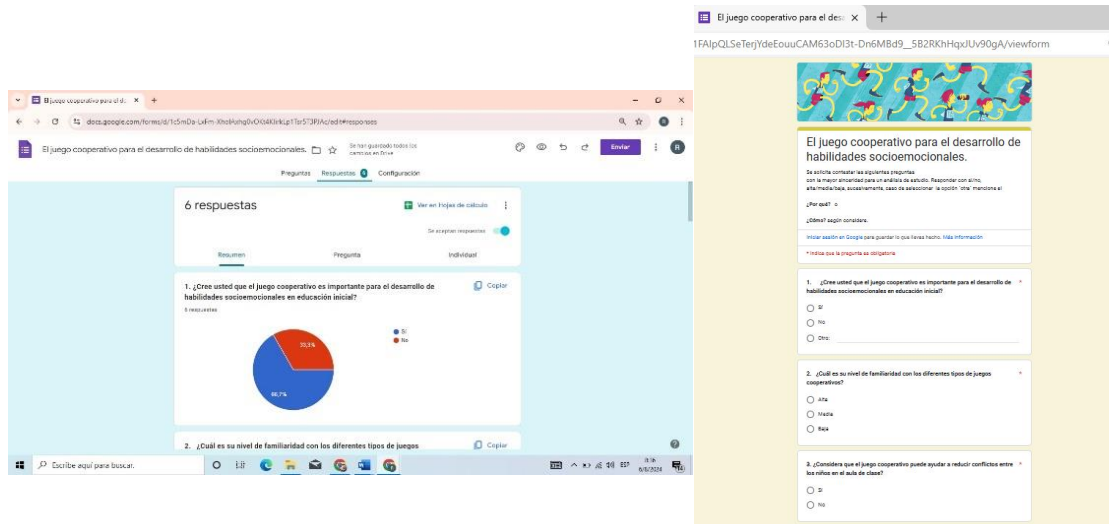 El juego cooperativo para el d
docs.google.com/forms/d/
El juego cooperativo para el desarrollo de habilidades socioemocionales.
Se han guardado todos los
cambios en Drive
Enviar
R
Preguntas Respuestas 6 Configuración
6 respuestas
Ver en Hojas de cálculo
Se aceptan respuestas
Resumen Pregunta Individual
1. ¿Cree usted que el juego cooperativo es importante para el desarrollo de
habilidades socioemocionales en educación inicial?
Copiar
6 respuestas
Sí
No
33,3%
66,7%
2. ¿Cuál es su nivel de familiaridad con los diferentes tipos de juegos
Copiar
Escribe aquí para buscar.
ESP
6/8/2024
El juego cooperativo para el desa
1FAIpQLSeTerjYdeEouuCAM63oDI3t-Dn6MBd9__5B2RKhHqxJUv90gA/viewform
El juego cooperativo para el desarrollo de
habilidades socioemocionales.
Se solicita contestar las siguientes preguntas
con la mayor sinceridad para un análisis de estudio. Responder con si/no,
alta/media/baja, sucesivamente, caso de seleccionar la opción "otra" mencione el
¿Por qué? o
¿Cómo? según considere.
Iniciar sesión en Google para guardar lo que llevas hecho. Más información
* Indica que la pregunta es obligatoria
1. ¿Cree usted que el juego cooperativo es importante para el desarrollo de *
habilidades socioemocionales en educación inicial?
Sí
No
Otro:
2. ¿Cuál es su nivel de familiaridad con los diferentes tipos de juegos *
cooperativos?
Alta
Media
Baja
3. ¿Considera que el juego cooperativo puede ayudar a reducir conflictos entre *
los niños en el aula de clase?
Sí
No